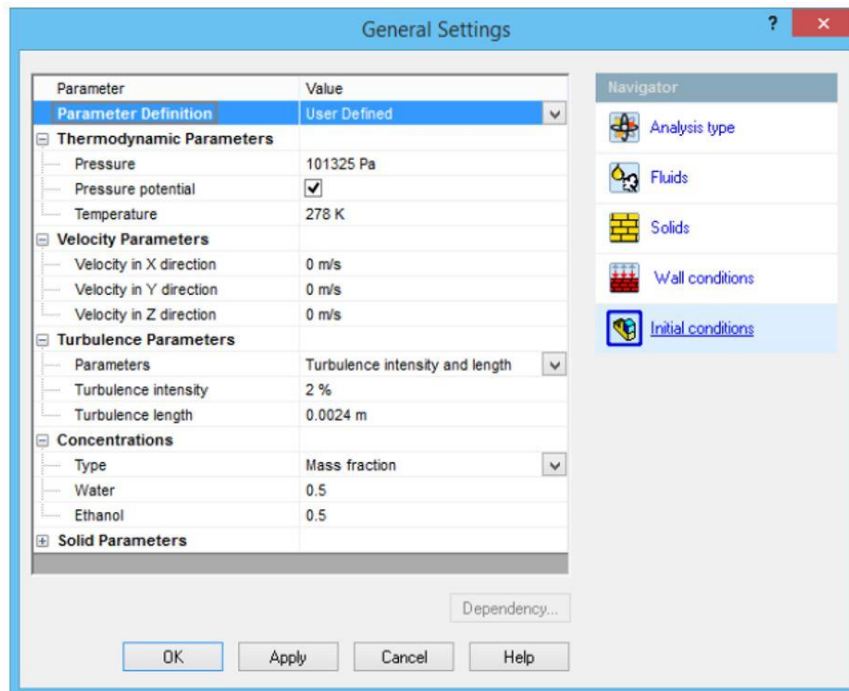 General Settings
?
Parameter Value
Parameter Definition User Defined
Thermodynamic Parameters
Pressure 101325 Pa
Pressure potential
Temperature 278 K
Velocity Parameters
Velocity in X direction 0 m/s
Velocity in Y direction 0 m/s
Velocity in Z direction 0 m/s
Turbulence Parameters
Parameters Turbulence intensity and length
Turbulence intensity 2 %
Turbulence length 0.0024 m
Concentrations
Type Mass fraction
Water 0.5
Ethanol 0.5
Solid Parameters
Navigator
Analysis type
Fluids
Solids
Wall conditions
Initial conditions
Dependency...
OK Apply Cancel Help